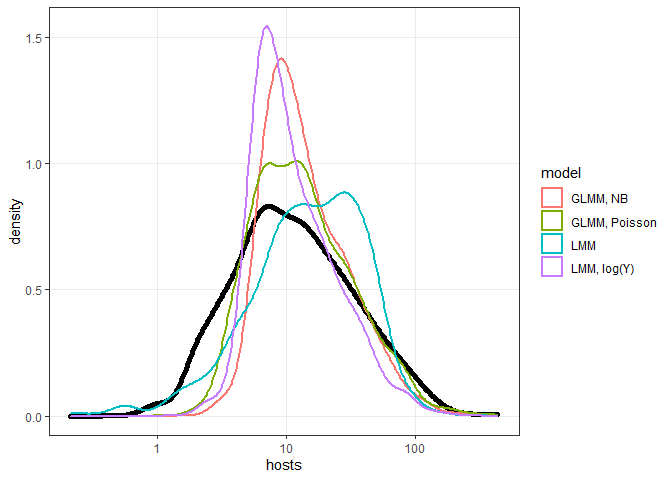 1.5
1.0
0.5
0.0
density
1
10
100
hosts
model
GLMM, NB
GLMM, Poisson
LMM
LMM, log(Y)